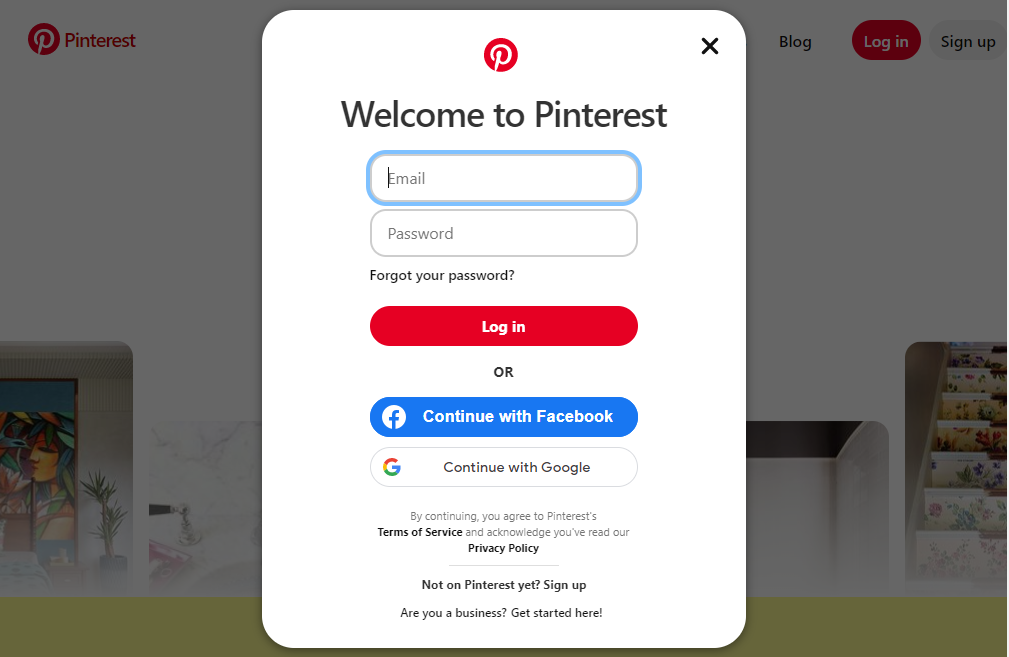 Pinterest
Blog
Log in
Sign up
Welcome to Pinterest
Email
Password
Forgot your password?
Log in
OR
Continue with Facebook
Continue with Google
By continuing, you agree to Pinterest's
Terms of Service and acknowledge you've read our
Privacy Policy
Not on Pinterest yet? Sign up
Are you a business? Get started here!